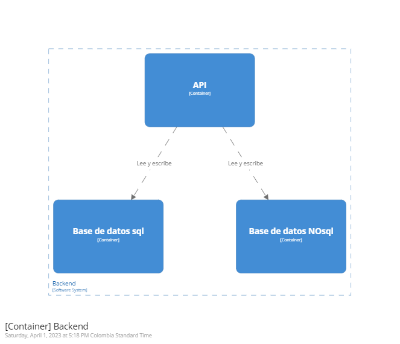 API
[Container]
Lee y escribe
Lee y escribe
Base de datos sql
[Container]
Base de datos NOsql
[Container]
Backend
[Software System]
[Container] Backend
Saturday, April 1, 2023 at 5:18 PM Colombia Standard Time